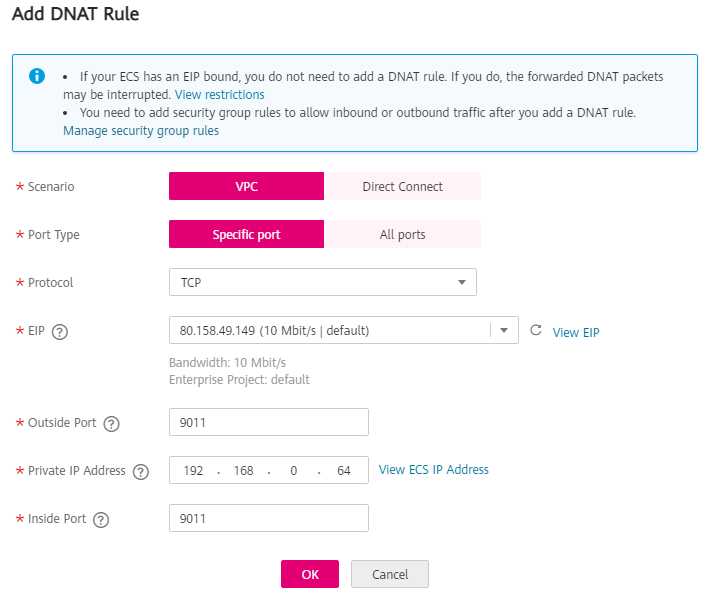 Add DNAT Rule
• If your ECS has an EIP bound, you do not need to add a DNAT rule. If you do, the forwarded DNAT packets
may be interrupted. View restrictions
• You need to add security group rules to allow inbound or outbound traffic after you add a DNAT rule.
Manage security group rules
* Scenario VPC Direct Connect
* Port Type Specific port All ports
* Protocol TCP
* EIP ? 80.158.49.149 (10 Mbit/s | default) View EIP
Bandwidth: 10 Mbit/s
Enterprise Project: default
* Outside Port ? 9011
* Private IP Address ? 192 . 168 . 0 . 64 View ECS IP Address
* Inside Port ? 9011
OK Cancel